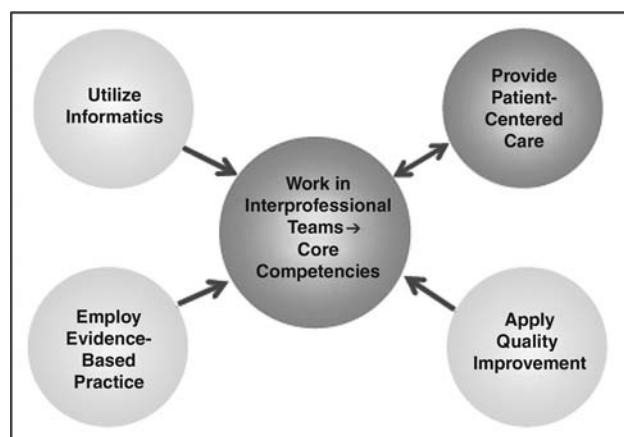 Utilize
Informatics
Provide
Patient-
Centered
Care
Work in
Interprofessional
Teams→
Core
Competencies
Employ
Evidence-
Based
Practice
Apply
Quality
Improvement